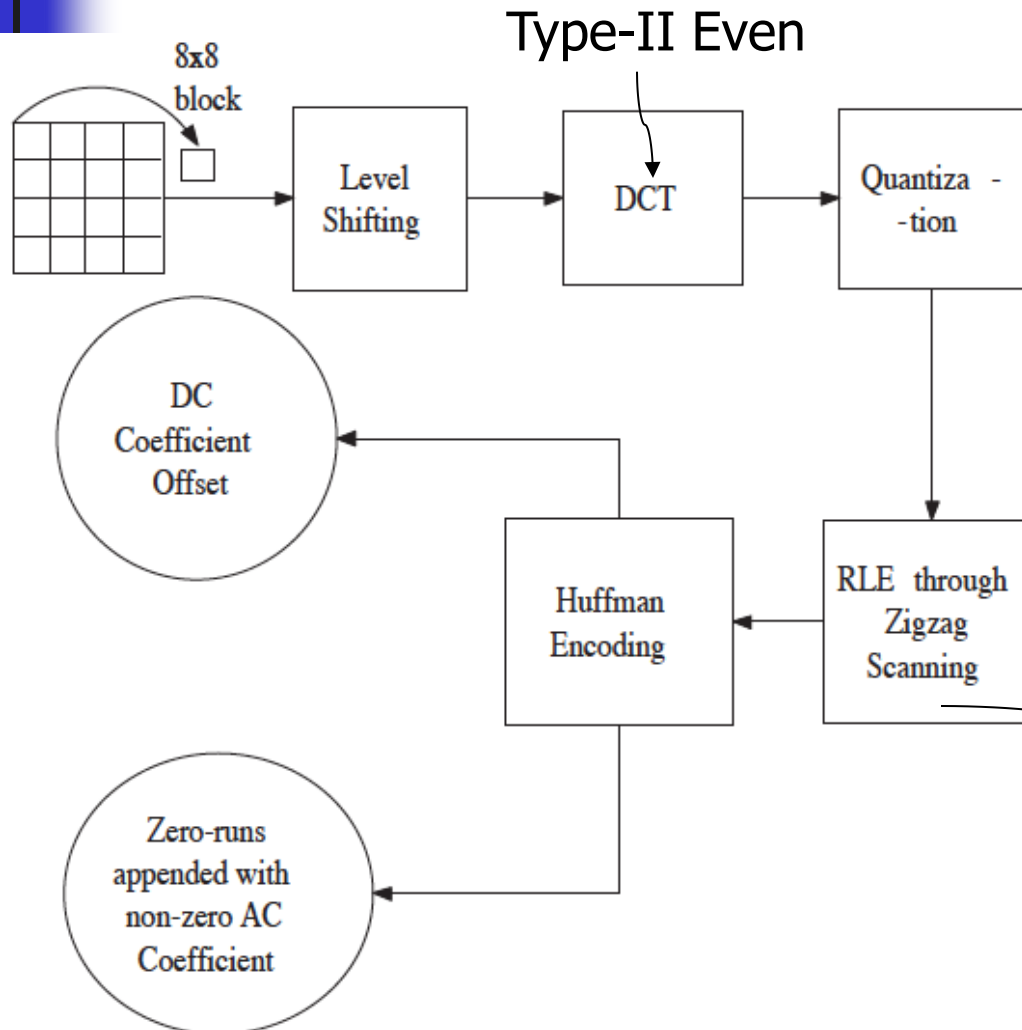 Type-II Even
8x8
block
Level
Shifting
DCT
Quantiza -
-tion
DC
Coefficient
Offset
Huffman
Encoding
RLE through
Zigzag
Scanning
Zero-runs
appended with
non-zero AC
Coefficient